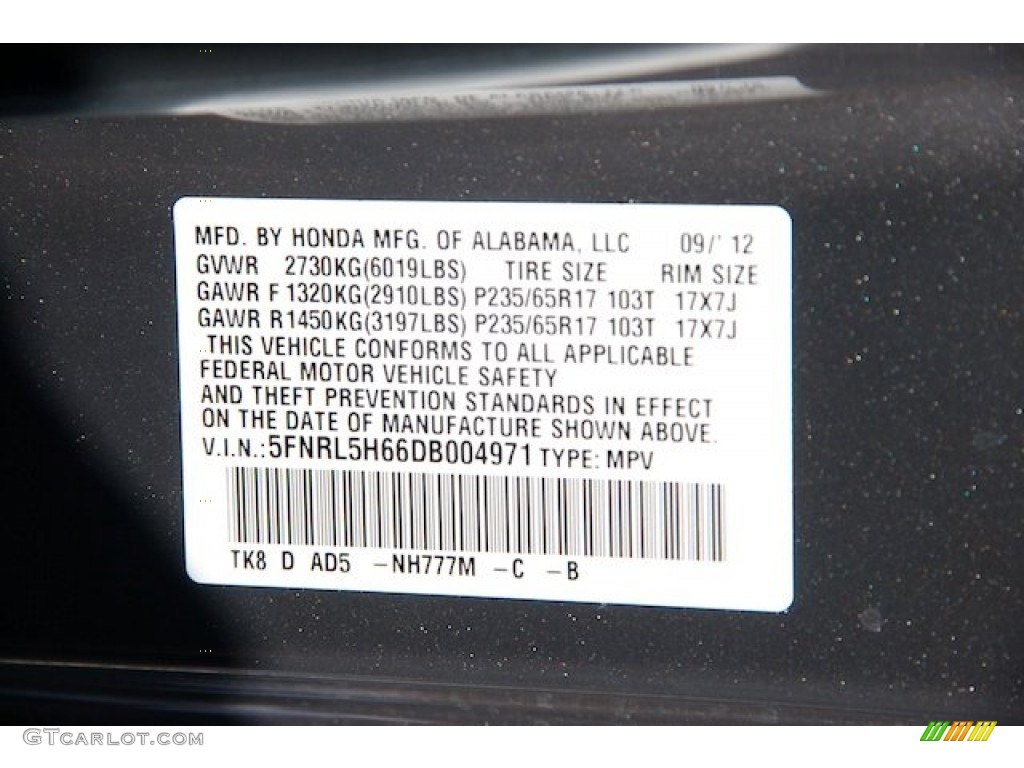 MFD. BY HONDA MFG. OF ALABAMA, LLC 09/' 12
GVWR 2730KG(6019LBS) TIRE SIZE RIM SIZE
GAWR F 1320KG(2910LBS) P235/65R17 103T 17X7J
GAWR R1450KG(3197LBS) P235/65R17 103T 17X7J
THIS VEHICLE CONFORMS TO ALL APPLICABLE
FEDERAL MOTOR VEHICLE SAFETY
AND THEFT PREVENTION STANDARDS IN EFFECT
ON THE DATE OF MANUFACTURE SHOWN ABOVE.
V.I.N.:5FNRL5H66DB004971 TYPE: MPV
TK8 D AD5 -NH777M -C -B
GTCARLOT.COM